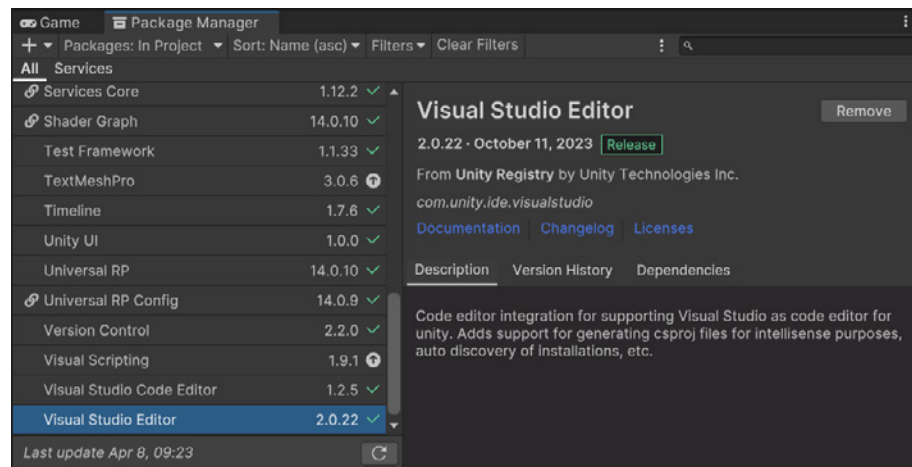 Game Package Manager
Packages: In Project Sort: Name (asc) Filters Clear Filters
All Services
Services Core 1.12.2
Shader Graph 14.0.10
Test Framework 1.1.33
TextMeshPro 3.0.6
Timeline 1.7.6
Unity UI 1.0.0
Universal RP 14.0.10
Universal RP Config 14.0.9
Version Control 2.2.0
Visual Scripting 1.9.1
Visual Studio Code Editor 1.2.5
Visual Studio Editor 2.0.22
Last update Apr 8, 09:23
Visual Studio Editor Remove
2.0.22 · October 11, 2023 Release
From Unity Registry by Unity Technologies Inc.
com.unity.ide.visualstudio
Documentation Changelog Licenses
Description Version History Dependencies
Code editor integration for supporting Visual Studio as code editor for
unity. Adds support for generating csproj files for intellisense purposes,
auto discovery of installations, etc.